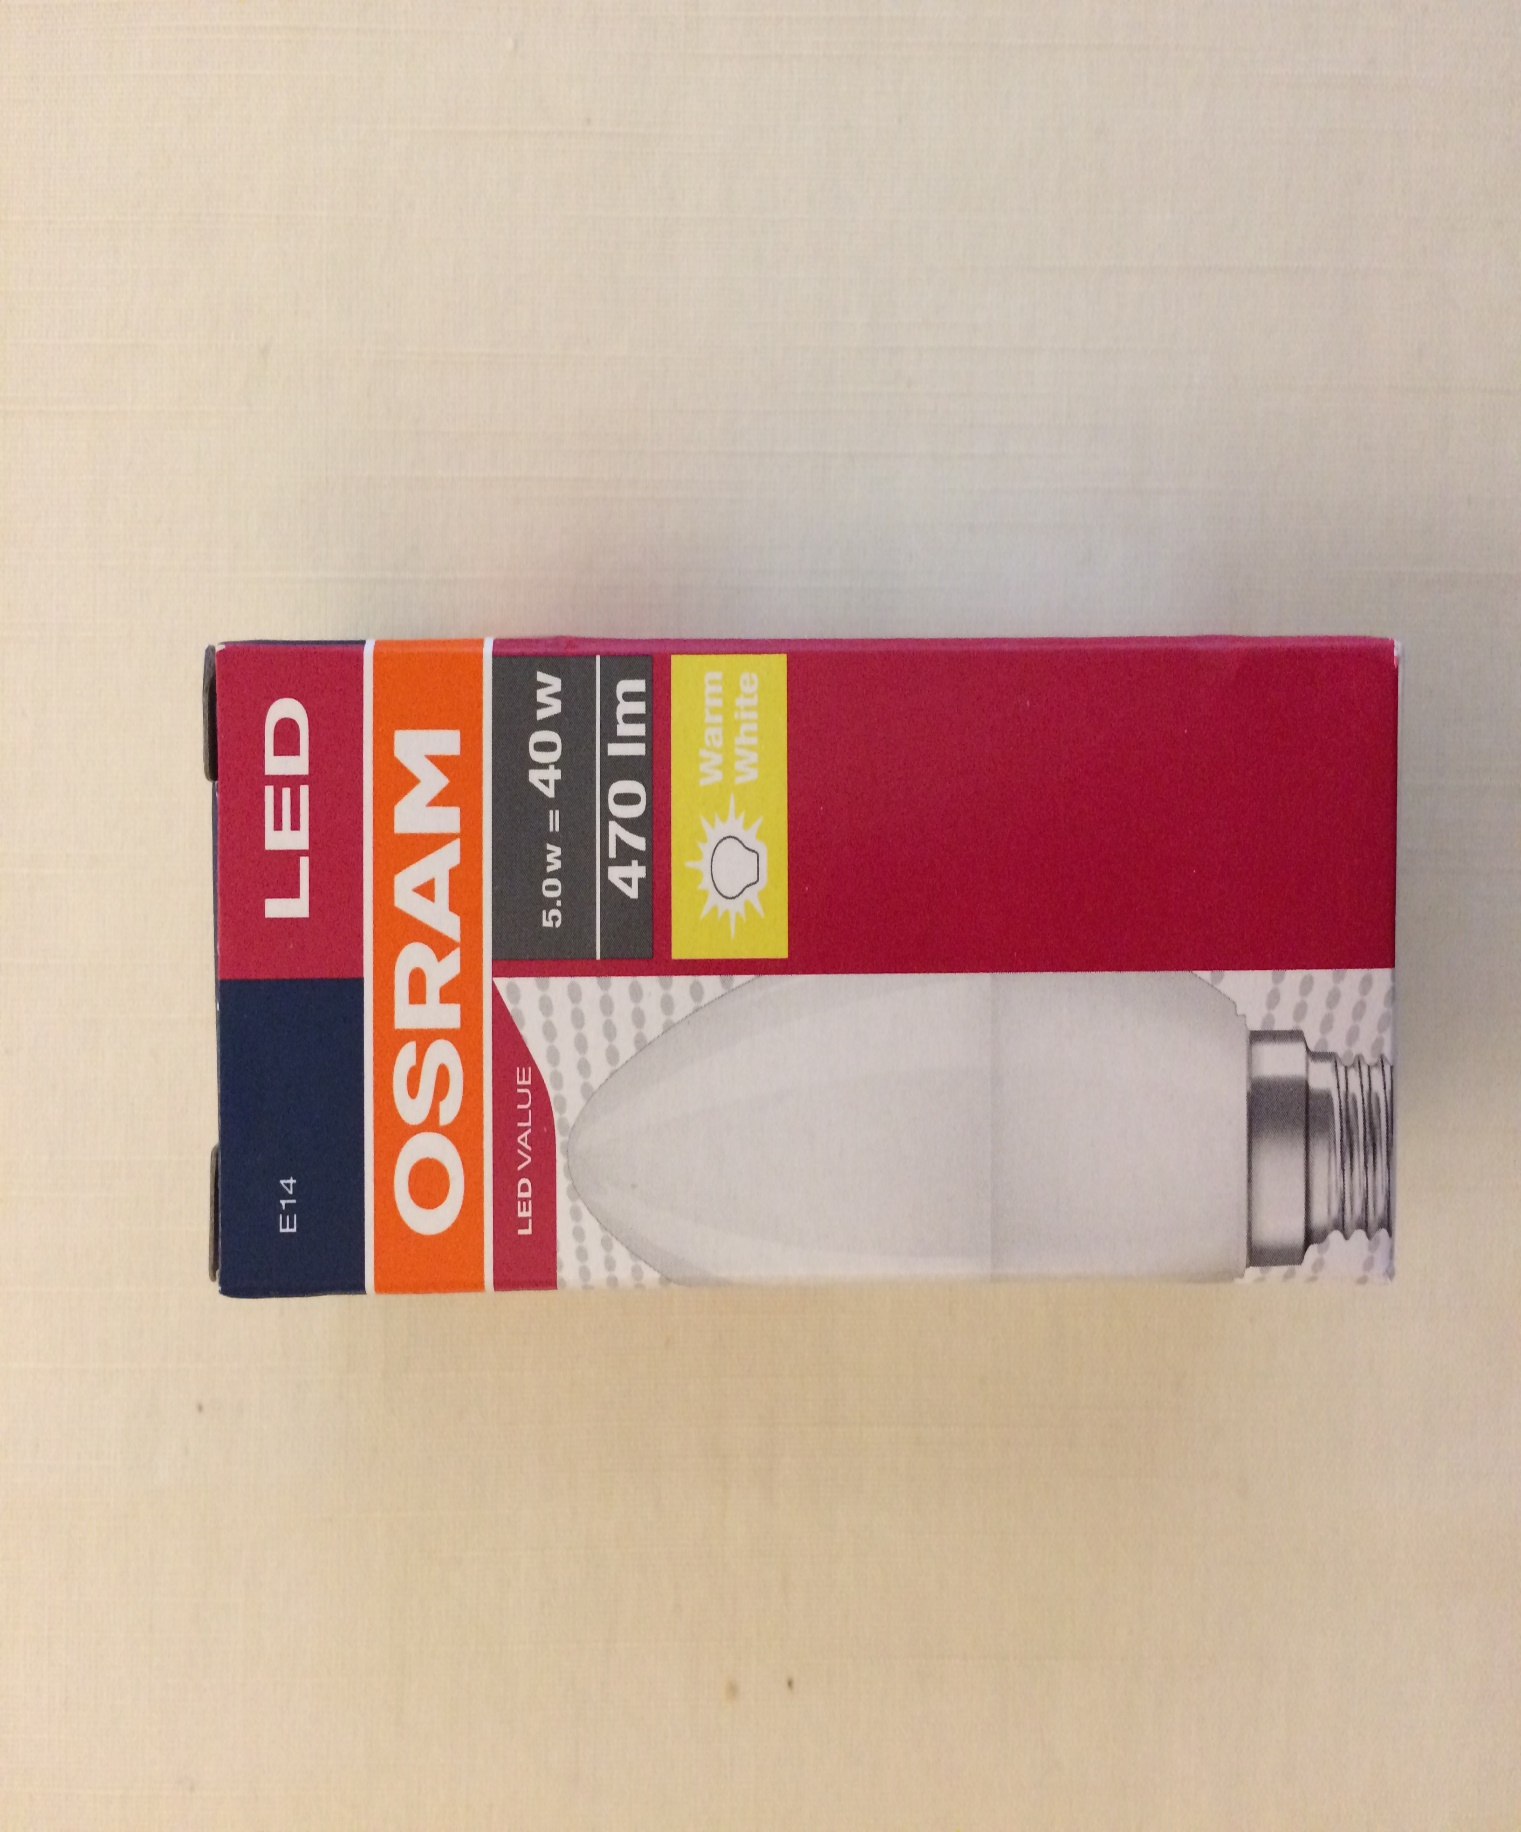 E14
LED
OSRAM
LED VALUE
5.0 W = 40 W
470 lm
Warm
White